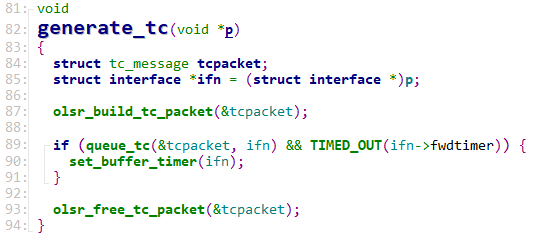 81: void
82: generate_tc(void *p)
83: {
84:   struct tc_message tcpacket;
85:   struct interface *ifn = (struct interface *)p;
86:
87:   olsr_build_tc_packet(&tcpacket);
88:
89:   if (queue_tc(&tcpacket, ifn) && TIMED_OUT(ifn->fwdtimer)) {
90:     set_buffer_timer(ifn);
91:   }
92:
93:   olsr_free_tc_packet(&tcpacket);
94: }